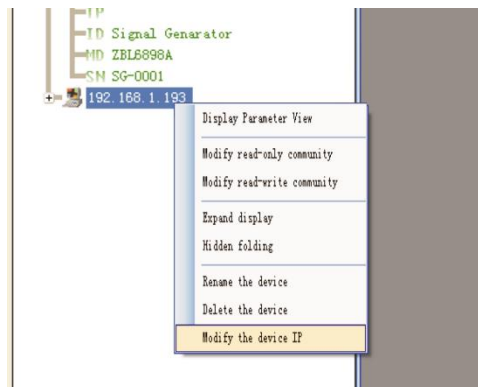 IP
ID Signal Genarator
MD ZBL6898A
SN SG-0001
192.168.1.193
Display Parameter View
Modify read-only community
Modify read-write community
Expand display
Hidden folding
Rename the device
Delete the device
Modify the device IP